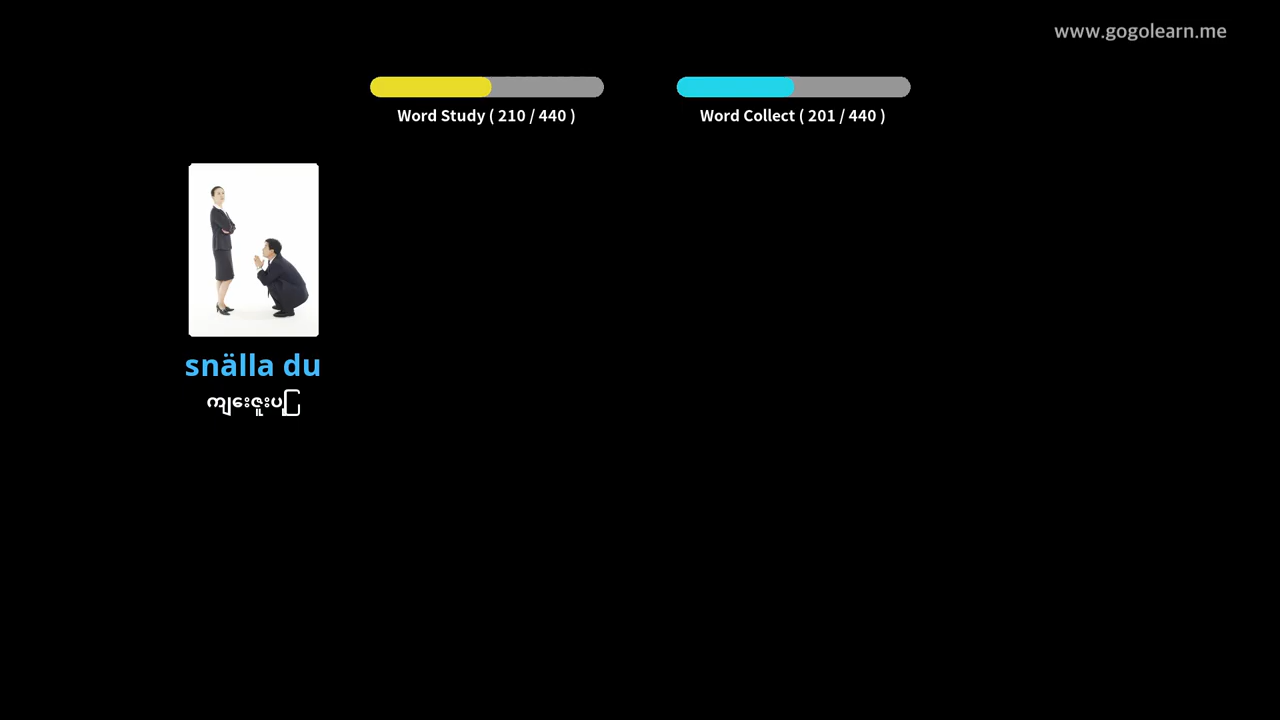 www.gogolearn.me
Word Study ( 210 / 440 )
Word Collect ( 201 / 440 )
snälla du
ကျေးဇူးပြု